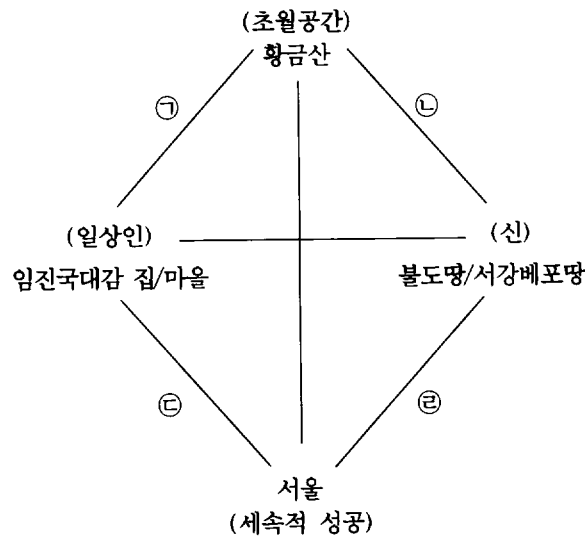 (초월공간)
황금산
㉠
㉡
(일상인)
(신)
임진국대감 집/마을
불도땅/서강베포땅
㉢
㉣
서울
(세속적 성공)